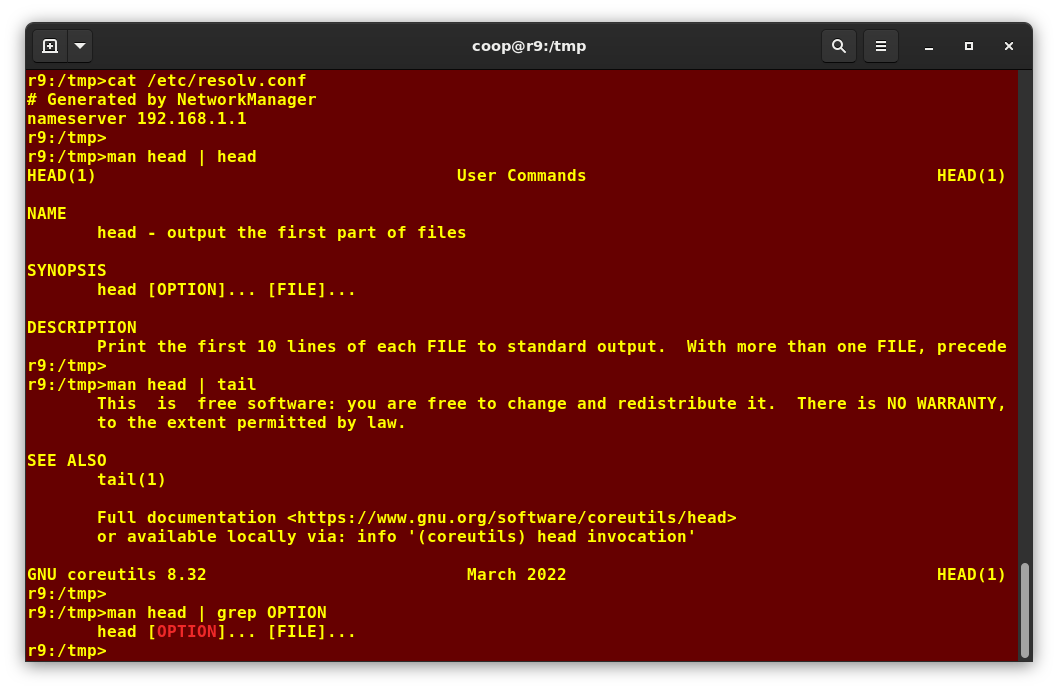 coop@r9:/tmp
r9:/tmp>cat /etc/resolv.conf
# Generated by NetworkManager
nameserver 192.168.1.1
r9:/tmp>
r9:/tmp>man head | head
HEAD(1)                                    User Commands                                   HEAD(1)
NAME
       head - output the first part of files
SYNOPSIS
       head [OPTION]... [FILE]...
DESCRIPTION
       Print the first 10 lines of each FILE to standard output.  With more than one FILE, precede
r9:/tmp>
r9:/tmp>man head | tail
       This  is  free software: you are free to change and redistribute it.  There is NO WARRANTY,
       to the extent permitted by law.
SEE ALSO
       tail(1)
       Full documentation <https://www.gnu.org/software/coreutils/head>
       or available locally via: info '(coreutils) head invocation'
GNU coreutils 8.32                          March 2022                                     HEAD(1)
r9:/tmp>
r9:/tmp>man head | grep OPTION
       head [OPTION]... [FILE]...
r9:/tmp>